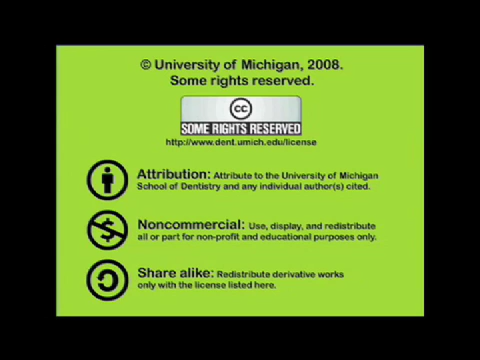 © University of Michigan, 2008.
Some rights reserved.
cc
SOME RIGHTS RESERVED
http://www.dent.umich.edu/license
Attribution: Attribute to the University of Michigan
School of Dentistry and any individual author(s) cited.
$
Noncommercial: Use, display, and redistribute
all or part for non-profit and educational purposes only.
Share alike: Redistribute derivative works
only with the license listed here.